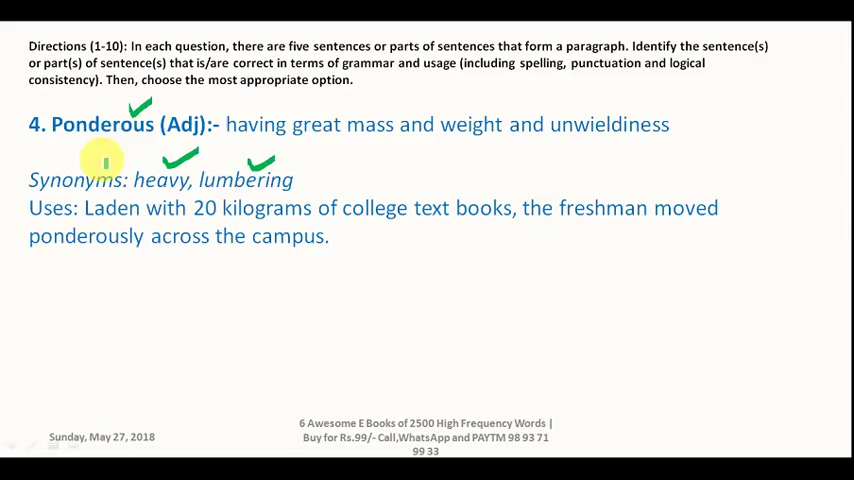 Directions (1-10): In each question, there are five sentences or parts of sentences that form a paragraph. Identify the sentence(s)
or part(s) of sentence(s) that is/are correct in terms of grammar and usage (including spelling, punctuation and logical
consistency). Then, choose the most appropriate option.
4. Ponderous (Adj):- having great mass and weight and unwieldiness
Synonyms: heavy, lumbering
Uses: Laden with 20 kilograms of college text books, the freshman moved
ponderously across the campus.
6 Awesome E Books of 2500 High Frequency Words |
Sunday, May 27, 2018
Buy for Rs.99/- Call,WhatsApp and PAYTM 98 93 71
99 33